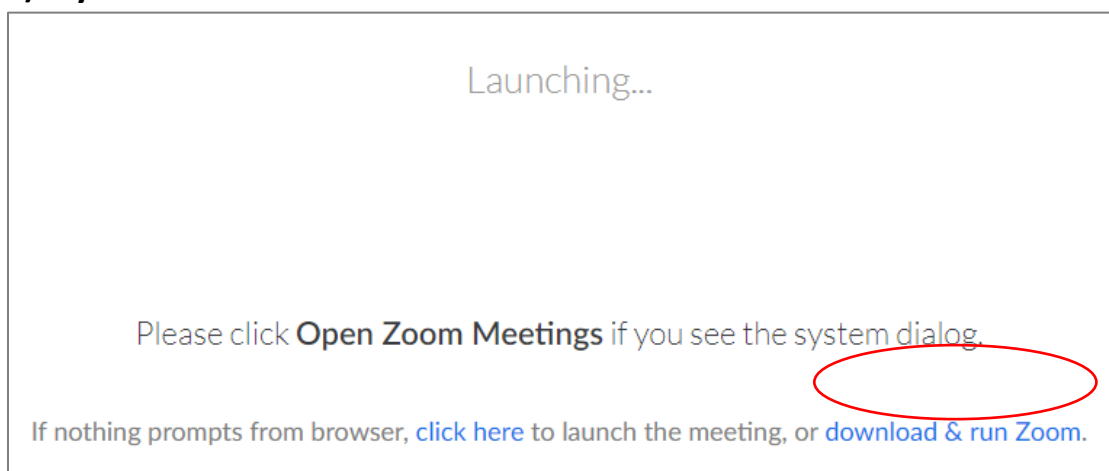 Launching...
Please click Open Zoom Meetings if you see the system dialog.
If nothing prompts from browser, click here to launch the meeting, or download & run Zoom.